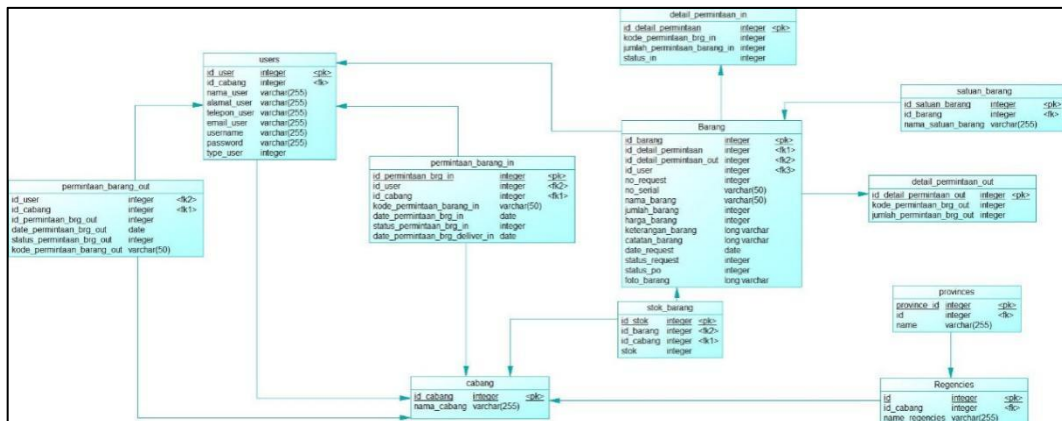 detail_permintaan_in
id_detail_permintaan integer <pk>
kode_permintaan_brg_in integer
jumlah_permintaan_barang_in integer
status_in integer
users
id_user integer <pk>
id_cabang integer <fk>
nama_user varchar(255)
alamat_user varchar(255)
telepon_user varchar(255)
email_user varchar(255)
username varchar(255)
password varchar(255)
type_user integer
satuan_barang
id_satuan_barang integer <pk>
id_barang integer <fk>
nama_satuan_barang varchar(255)
Barang
id_barang integer <pk>
id_detail_permintaan integer <fk1>
id_detail_permintaan_out integer <fk2>
id_user integer <fk3>
no_request integer
no_serial varchar(50)
nama_barang varchar(50)
jumlah_barang integer
harga_barang integer
keterangan_barang long varchar
catatan_barang long varchar
date_request date
status_request integer
status_po integer
foto_barang long varchar
permintaan_barang_in
id_permintaan_brg_in integer <pk>
id_user integer <fk2>
id_cabang integer <fk1>
kode_permintaan_barang_in varchar(50)
date_permintaan_brg_in date
status_permintaan_brg_in integer
date_permintaan_brg_deliver_in date
permintaan_barang_out
id_user integer <fk2>
id_cabang integer <fk1>
id_permintaan_brg_out integer
date_permintaan_brg_out date
status_permintaan_brg_out integer
kode_permintaan_barang_out varchar(50)
detail_permintaan_out
id_detail_permintaan_out integer <pk>
kode_permintaan_brg_out integer
jumlah_permintaan_brg_out integer
provinces
province_id integer <pk>
id integer <fk>
name varchar(255)
stok_barang
id_stok integer <pk>
id_barang integer <fk2>
id_cabang integer <fk1>
stok integer
cabang
id_cabang integer <pk>
nama_cabang varchar(255)
Regencies
id integer <pk>
id_cabang integer <fk>
name_regencies varchar(255)